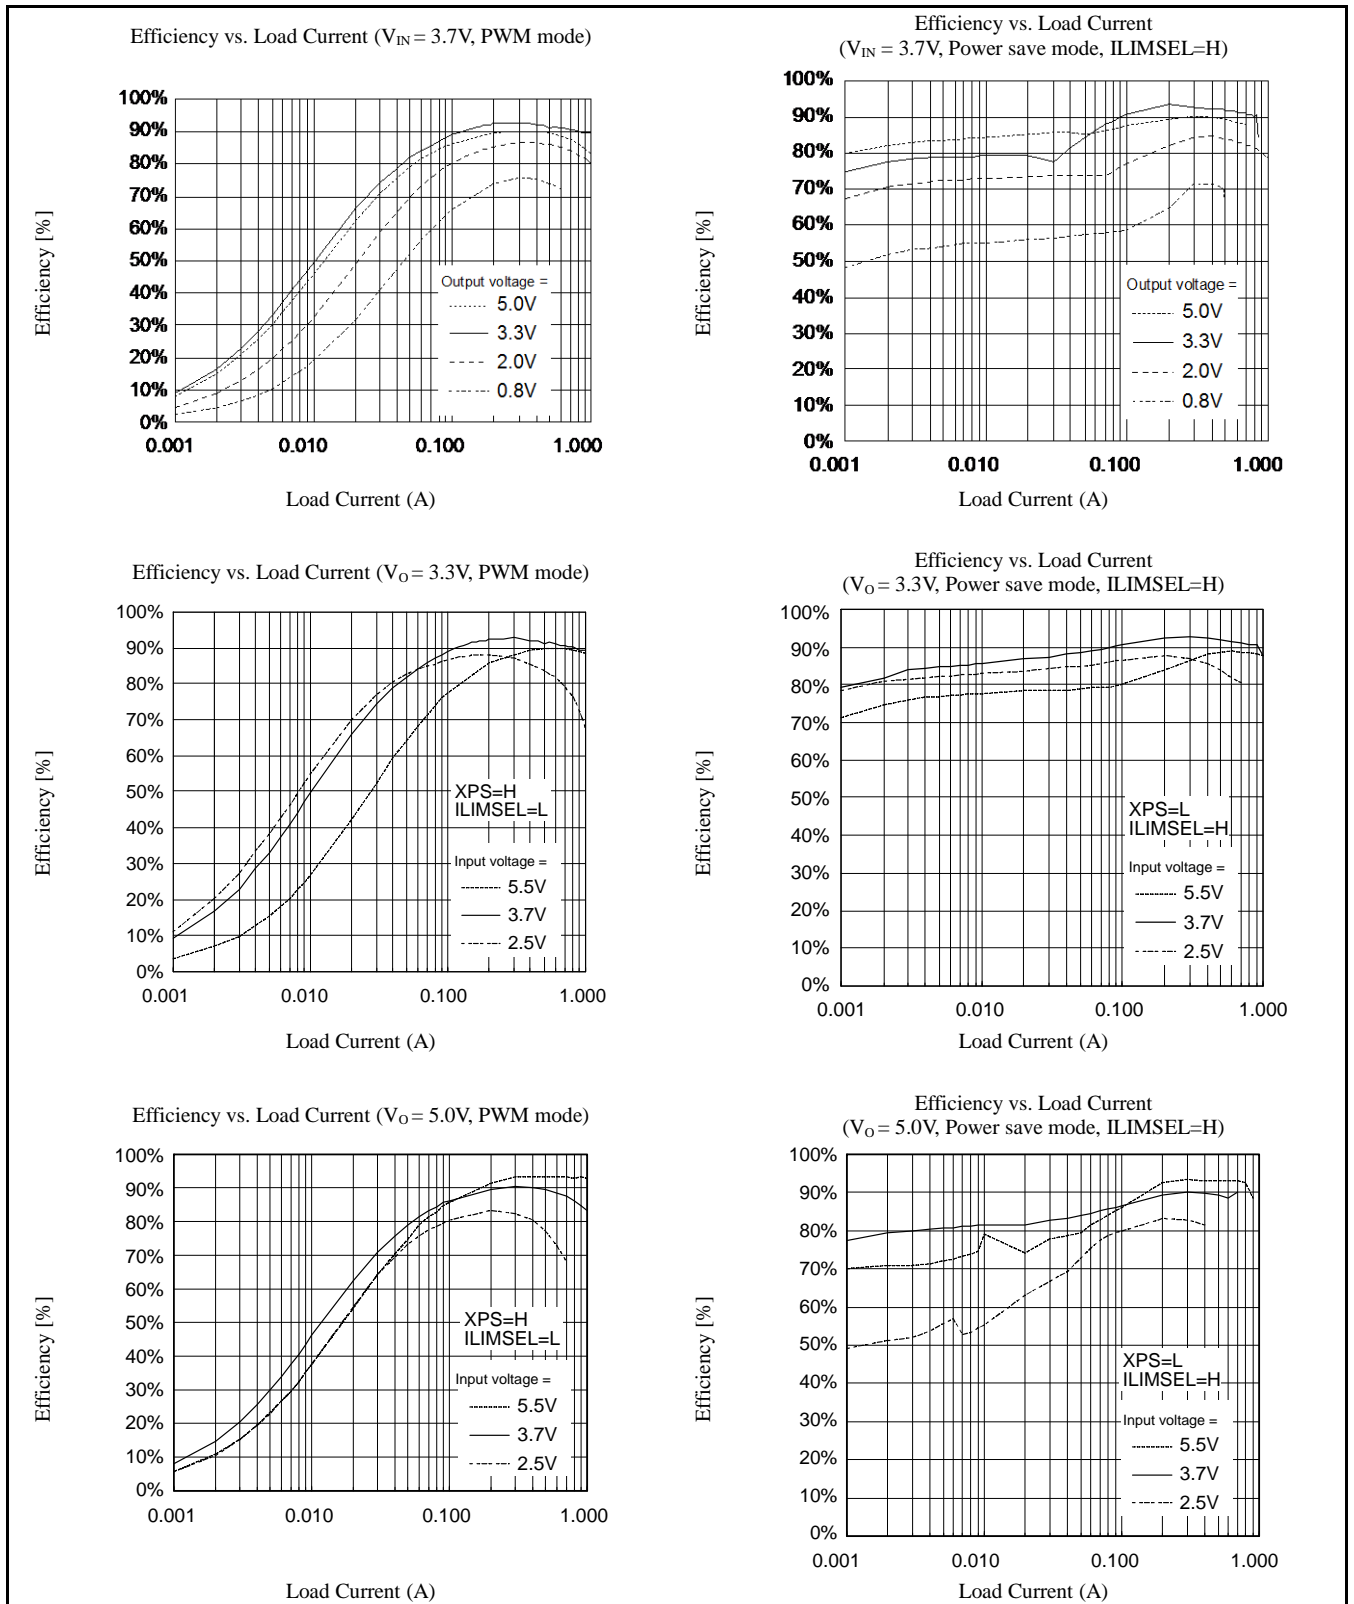 Efficiency vs. Load Current (VIN = 3.7V, PWM mode)
Efficiency [%]
100%
90%
80%
70%
60%
50%
40%
30%
20%
10%
0%
0.001 0.010 0.100 1.000
Output voltage =
5.0V
3.3V
2.0V
0.8V
Load Current (A)
Efficiency vs. Load Current
(VIN = 3.7V, Power save mode, ILIMSEL=H)
Efficiency [%]
100%
90%
80%
70%
60%
50%
40%
30%
20%
10%
0%
0.001 0.010 0.100 1.000
Output voltage =
5.0V
3.3V
2.0V
0.8V
Load Current (A)
Efficiency vs. Load Current (VO = 3.3V, PWM mode)
Efficiency [%]
100%
90%
80%
70%
60%
50%
40%
30%
20%
10%
0%
0.001 0.010 0.100 1.000
XPS=H
ILIMSEL=L
Input voltage =
5.5V
3.7V
2.5V
Load Current (A)
Efficiency vs. Load Current
(VO = 3.3V, Power save mode, ILIMSEL=H)
Efficiency [%]
100%
90%
80%
70%
60%
50%
40%
30%
20%
10%
0%
0.001 0.010 0.100 1.000
XPS=L
ILIMSEL=H
Input voltage =
5.5V
3.7V
2.5V
Load Current (A)
Efficiency vs. Load Current (VO = 5.0V, PWM mode)
Efficiency [%]
100%
90%
80%
70%
60%
50%
40%
30%
20%
10%
0%
0.001 0.010 0.100 1.000
XPS=H
ILIMSEL=L
Input voltage =
5.5V
3.7V
2.5V
Load Current (A)
Efficiency vs. Load Current
(VO = 5.0V, Power save mode, ILIMSEL=H)
Efficiency [%]
100%
90%
80%
70%
60%
50%
40%
30%
20%
10%
0%
0.001 0.010 0.100 1.000
XPS=L
ILIMSEL=H
Input voltage =
5.5V
3.7V
2.5V
Load Current (A)